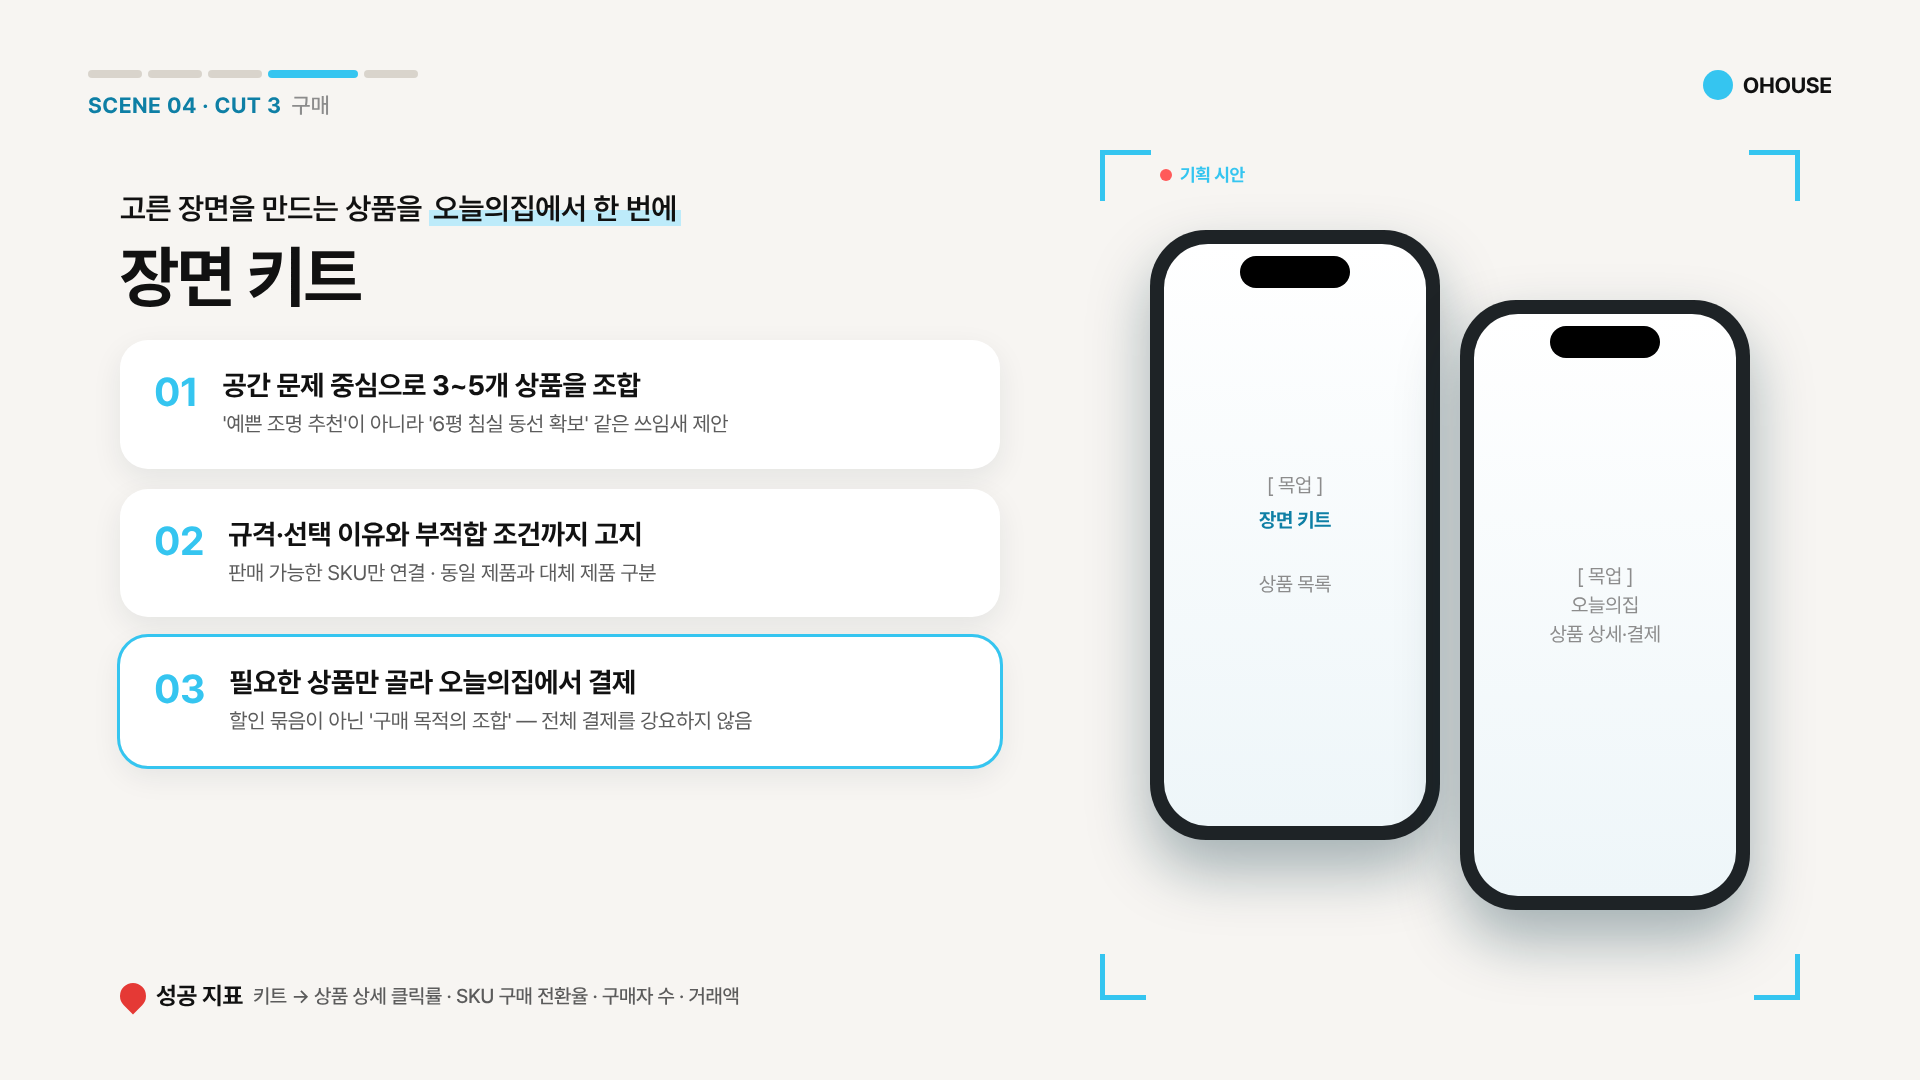 SCENE 04 · CUT 3 구매
OHOUSE
고른 장면을 만드는 상품을 오늘의집에서 한 번에
장면 키트
01 공간 문제 중심으로 3~5개 상품을 조합
'예쁜 조명 추천'이 아니라 '6평 침실 동선 확보' 같은 쓰임새 제안
02 규격·선택 이유와 부적합 조건까지 고지
판매 가능한 SKU만 연결 · 동일 제품과 대체 제품 구분
03 필요한 상품만 골라 오늘의집에서 결제
할인 묶음이 아닌 '구매 목적의 조합' — 전체 결제를 강요하지 않음
성공 지표 키트 → 상품 상세 클릭률 · SKU 구매 전환율 · 구매자 수 · 거래액
기획 시안
[ 목업 ]
장면 키트
상품 목록
[ 목업 ]
오늘의집
상품 상세·결제